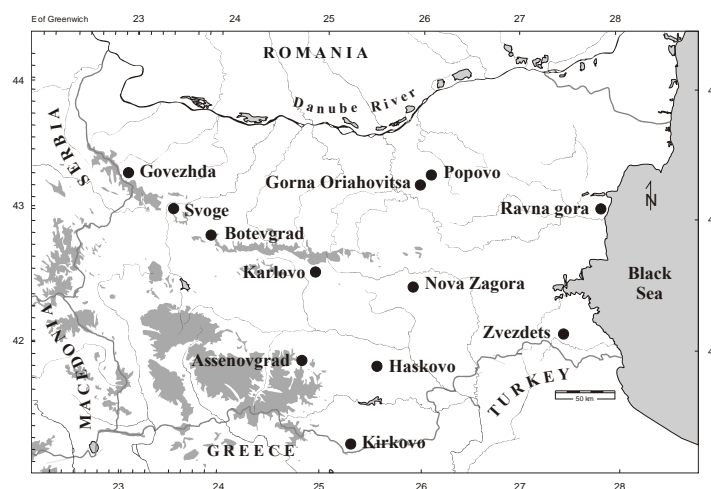 E of Greenwich 23 24 25 26 27 28
ROMANIA
44
Danube River
SERBIA
Govezhda
Popovo
Gorna Oriahovitsa
43
Svoge
Ravna gora
N
Botevgrad
Karlovo
Nova Zagora
Black
Sea
Zvezdets
42
MACEDONIA
Assenovgrad
Haskovo
TURKEY
50 km
Kirkovo
GREECE
23 24 25 26 27 28